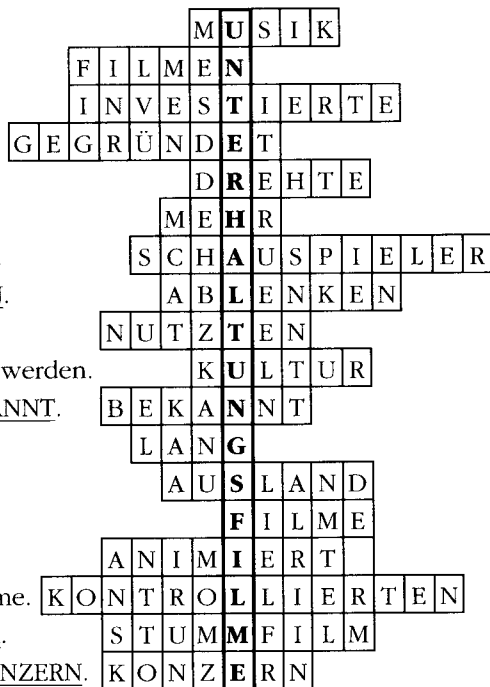 MUSIK
FILMEN
INVESTIERTE
GEGRÜNDET
DREHTE
MEHR
SCHAUSPIELER
ABLENKEN
NUTZTEN
werden. KULTUR
ANNT. BEKANNT
LANG
AUSLAND
FILME
ANIMIERT
me. KONTROLLIERTEN
. STUMMFILM
NZERN. KONZERN